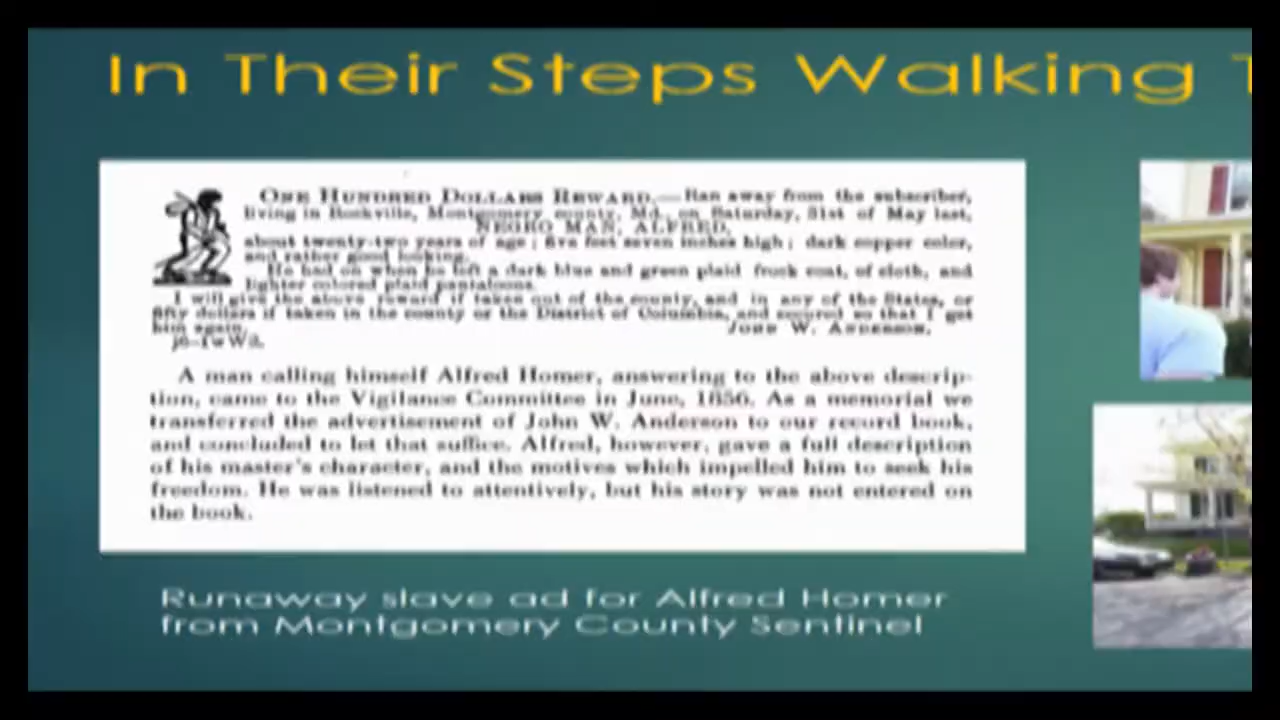 In Their Steps Walking T
ONE HUNDRED DOLLARS REWARD.—Ran away from the subscriber,
living in Rockville, Montgomery county, Md., on Saturday, 31st of May last,
NEGRO MAN, ALFRED,
about twenty-two years of age; five feet seven inches high; dark copper color,
and rather good looking.
He had on when he left a dark blue and green plaid frock coat, of cloth, and
lighter colored plaid pantaloons.
I will give the above reward if taken out of the county, and in any of the States, or
fifty dollars if taken in the county or the District of Columbia, and secured so that I get
him again. JOHN W. ANDERSON.
A man calling himself Alfred Homer, answering to the above descrip-
tion, came to the Vigilance Committee in June, 1856. As a memorial we
transferred the advertisement of John W. Anderson to our record book,
and concluded to let that suffice. Alfred, however, gave a full description
of his master's character, and the motives which impelled him to seek his
freedom. He was listened to attentively, but his story was not entered on
the book.
Runaway slave ad for Alfred Homer
from Montgomery County Sentinel